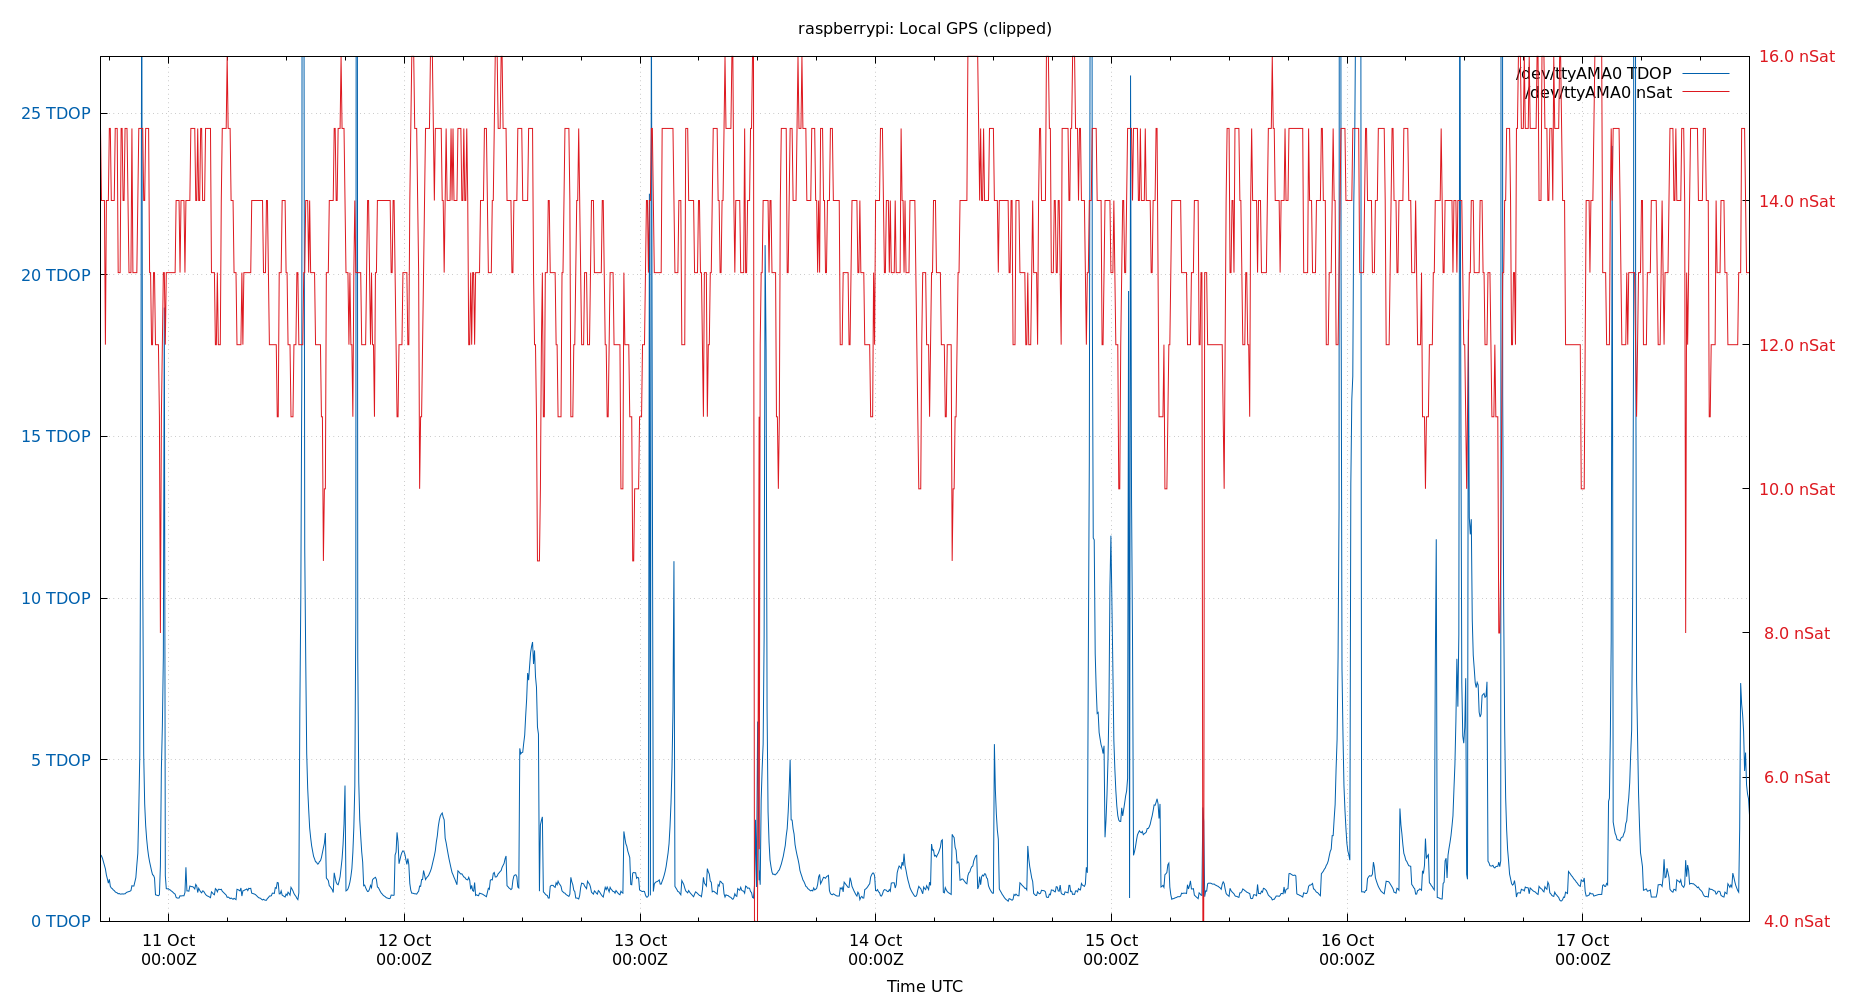 raspberrypi: Local GPS (clipped)
16.0 nSat
/dev/ttyAMA0 TDOP
/dev/ttyAMA0 nSat
25 TDOP
14.0 nSat
20 TDOP
12.0 nSat
15 TDOP
10.0 nSat
10 TDOP
8.0 nSat
5 TDOP
6.0 nSat
0 TDOP
4.0 nSat
11 Oct 12 Oct 13 Oct 14 Oct 15 Oct 16 Oct 17 Oct
00:00Z 00:00Z 00:00Z 00:00Z 00:00Z 00:00Z 00:00Z
Time UTC